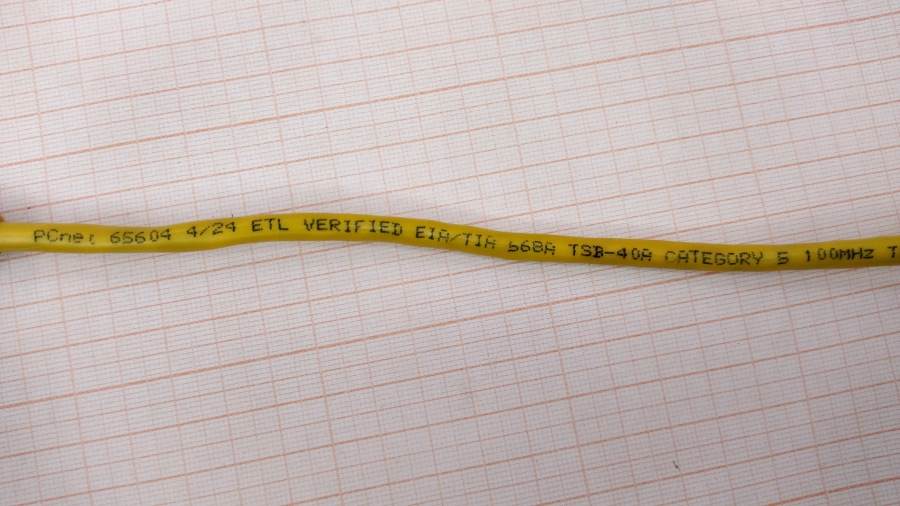 PCnet 65604 4/24 ETL VERIFIED EIA/TIA 568A TSB-40A CATEGORY 5 100MHz T